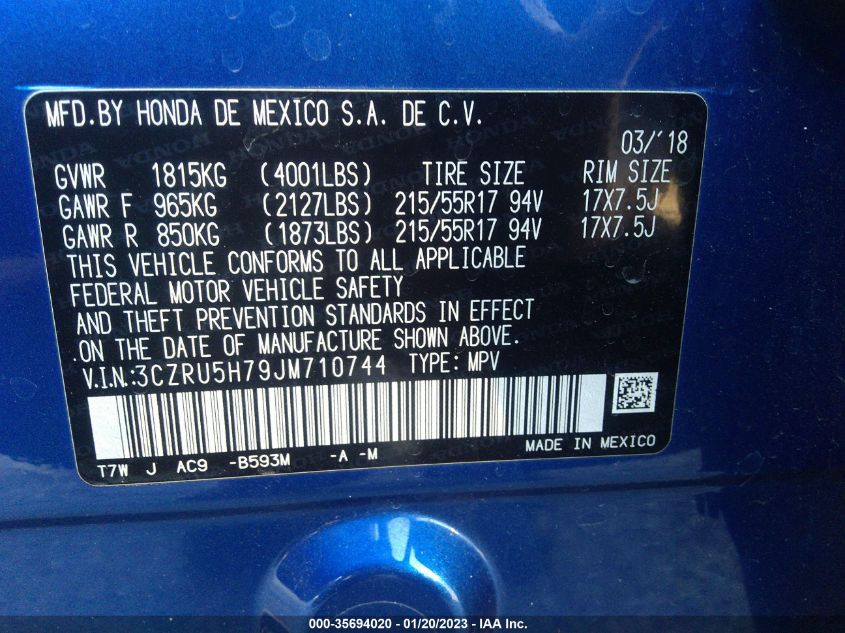 MFD.BY HONDA DE MEXICO S.A. DE C.V.
03/'18
GVWR 1815KG (4001LBS) TIRE SIZE RIM SIZE
GAWR F 965KG (2127LBS) 215/55R17 94V 17X7.5J
GAWR R 850KG (1873LBS) 215/55R17 94V 17X7.5J
THIS VEHICLE CONFORMS TO ALL APPLICABLE
FEDERAL MOTOR VEHICLE SAFETY
AND THEFT PREVENTION STANDARDS IN EFFECT
ON THE DATE OF MANUFACTURE SHOWN ABOVE.
V.I.N.:3CZRU5H79JM710744 TYPE: MPV
MADE IN MEXICO
T7W J AC9 -B593M -A -M
000-35694020 - 01/20/2023 - IAA Inc.